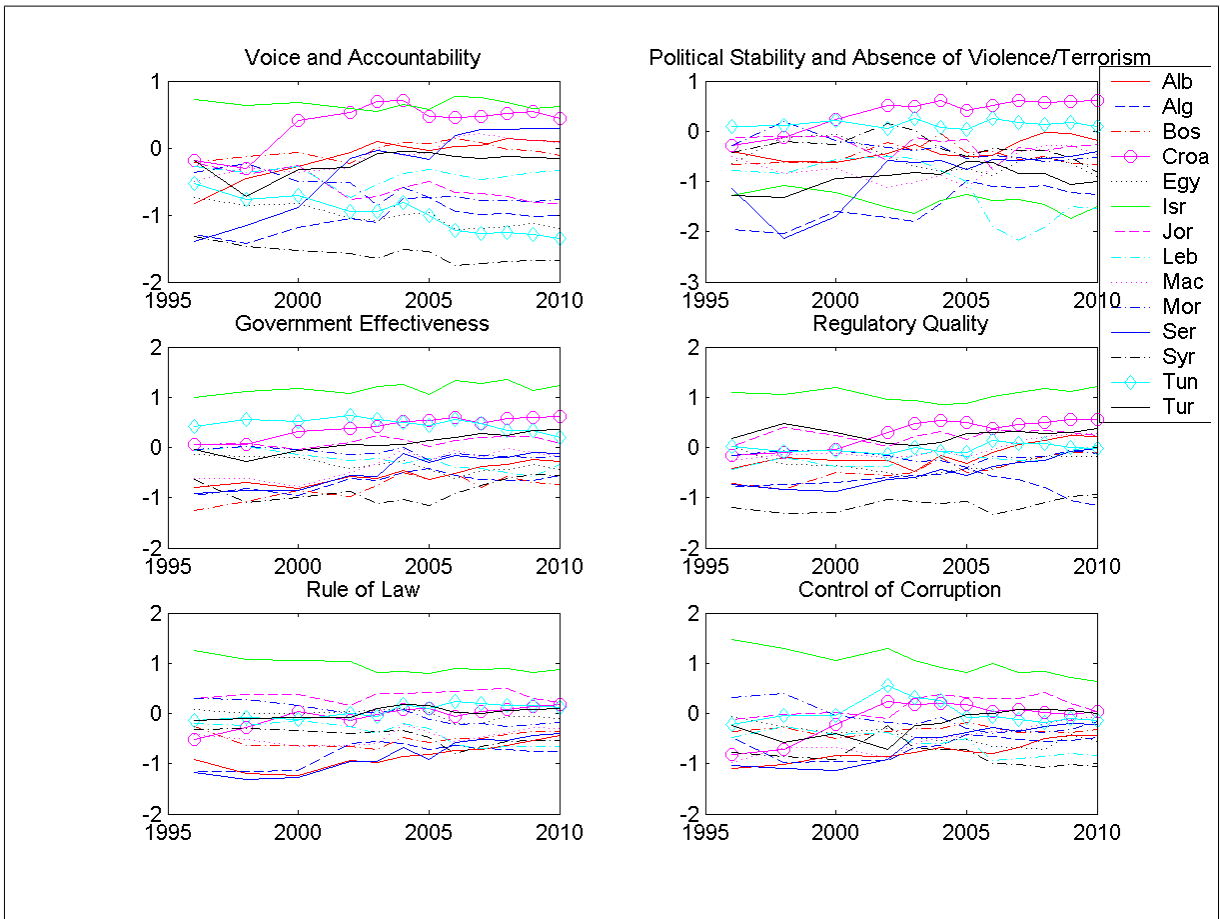 Voice and Accountability
1
0
-1
-2
1995 2000 2005 2010
Political Stability and Absence of Violence/Terrorism
1
0
-1
-2
-3
1995 2000 2005 2010
Alb
Alg
Bos
Croa
Egy
Isr
Jor
Leb
Mac
Mor
Ser
Syr
Tun
Tur
Government Effectiveness
2
1
0
-1
-2
1995 2000 2005 2010
Regulatory Quality
2
1
0
-1
-2
1995 2000 2005 2010
Rule of Law
2
1
0
-1
-2
1995 2000 2005 2010
Control of Corruption
2
1
0
-1
-2
1995 2000 2005 2010